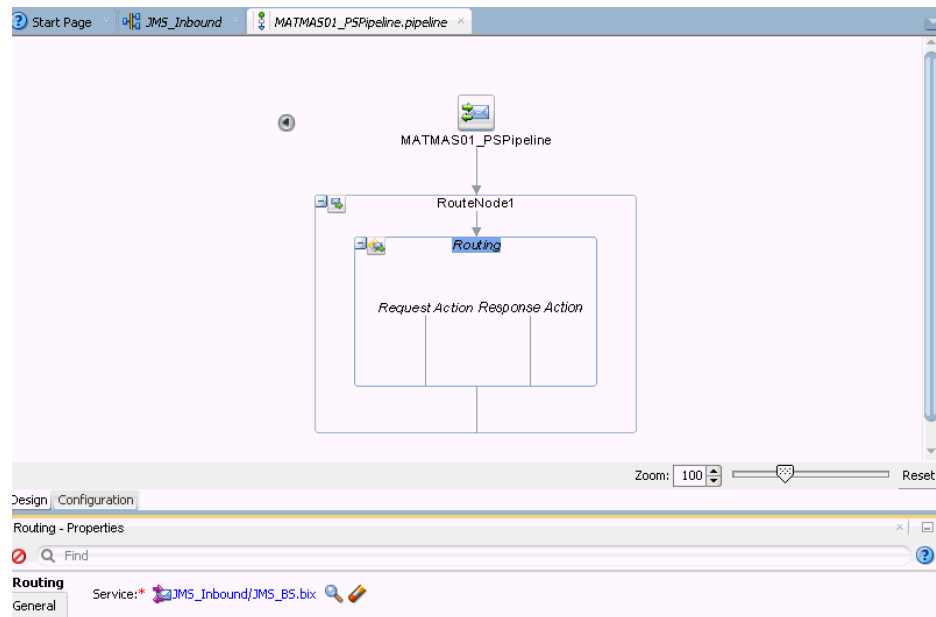 Start Page JMS_Inbound MATMAS01_PSPipeline.pipeline
MATMAS01_PSPipeline
RouteNode1
Routing
Request Action Response Action
Zoom: 100 Reset
Design Configuration
Routing - Properties
Find
Routing
Service:* JMS_Inbound/JMS_BS.bix
General